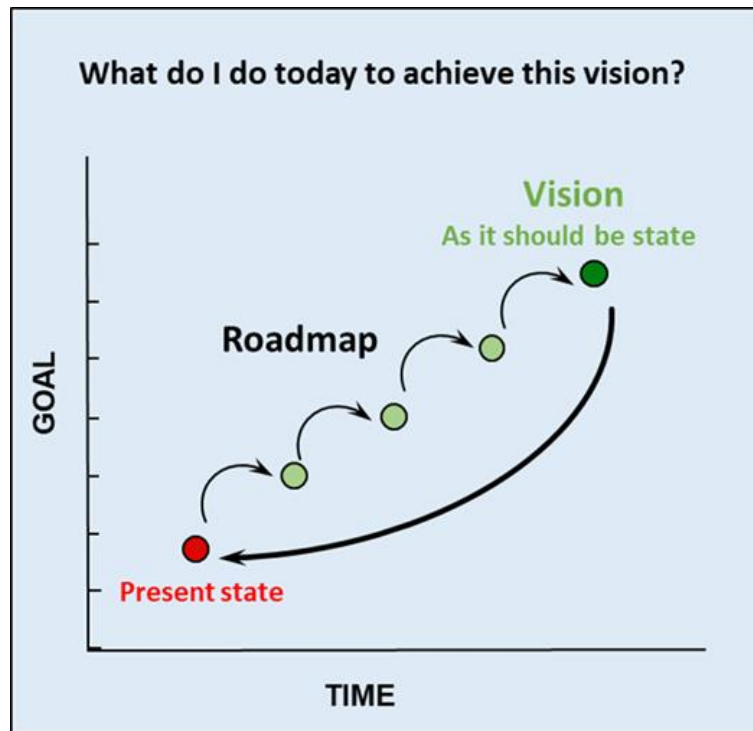 What do I do today to achieve this vision?
Vision
As it should be state
Roadmap
GOAL
Present state
TIME